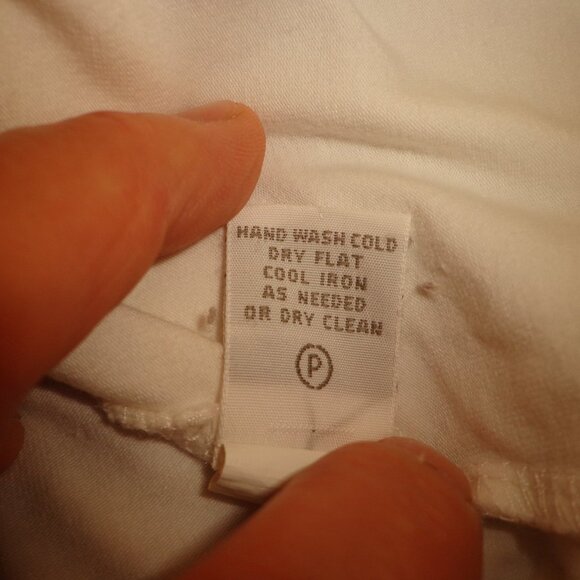 HAND WASH COLD
DRY FLAT
COOL IRON
AS NEEDED
OR DRY CLEAN
P